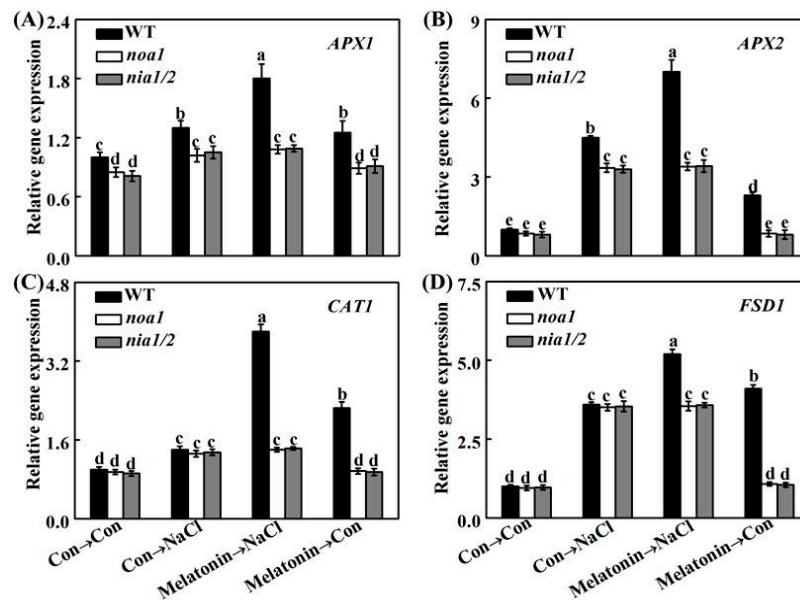 (A)
2.4
1.8
1.2
0.6
0.0
Relative gene expression
WT
noa1
nia1/2
APX1
c d d
b c c
a c c
b d d
(B)
9
6
3
0
Relative gene expression
WT
noa1
nia1/2
APX2
e e e
b c c
a c c
d e e
(C)
4.8
3.2
1.6
0.0
Relative gene expression
WT
noa1
nia1/2
CAT1
d d d
c c c
a c c
b d d
Con→Con
Con→NaCl
Melatonin→NaCl
Melatonin→Con
(D)
7.5
5.0
2.5
0.0
Relative gene expression
WT
noa1
nia1/2
FSD1
d d d
c c c
a c c
b d d
Con→Con
Con→NaCl
Melatonin→NaCl
Melatonin→Con